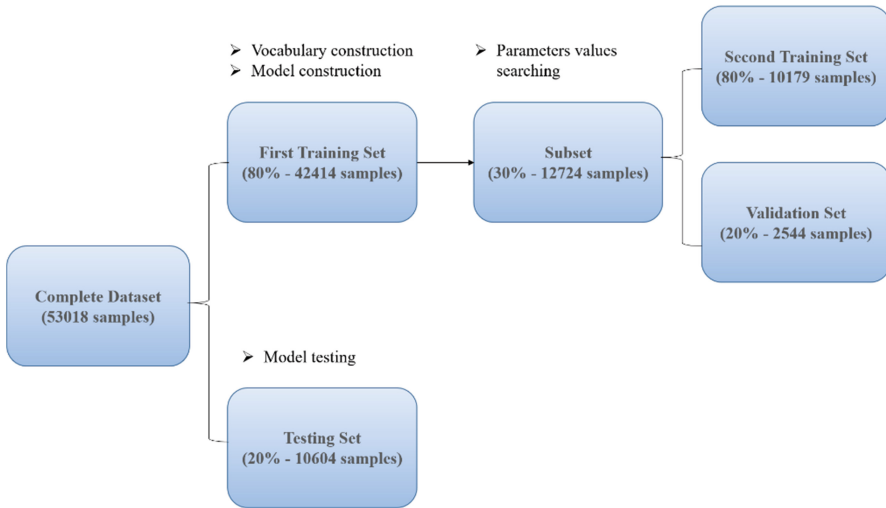 ➢ Vocabulary construction
➢ Model construction
➢ Parameters values
searching
Second Training Set
(80% - 10179 samples)
First Training Set
(80% - 42414 samples)
Subset
(30% - 12724 samples)
Validation Set
(20% - 2544 samples)
Complete Dataset
(53018 samples)
➢ Model testing
Testing Set
(20% - 10604 samples)